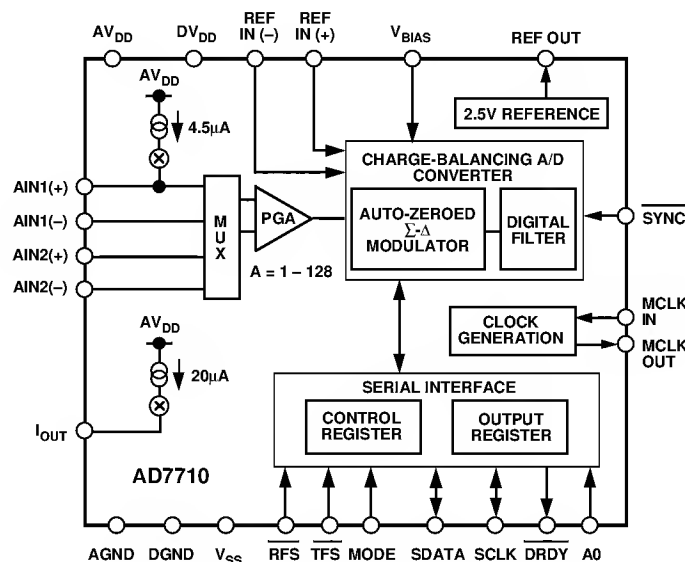 AVDD
DVDD
REF
IN (–)
REF
IN (+)
VBIAS
REF OUT
AVDD
4.5μA
2.5V REFERENCE
CHARGE-BALANCING A/D
CONVERTER
AUTO-ZEROED
Σ-Δ
MODULATOR
DIGITAL
FILTER
AIN1(+)
AIN1(–)
AIN2(+)
AIN2(–)
M
U
X
PGA
A = 1 – 128
SYNC
AVDD
20μA
IOUT
CLOCK
GENERATION
MCLK
IN
MCLK
OUT
SERIAL INTERFACE
CONTROL
REGISTER
OUTPUT
REGISTER
AD7710
AGND
DGND
VSS
RFS
TFS
MODE
SDATA
SCLK
DRDY
A0